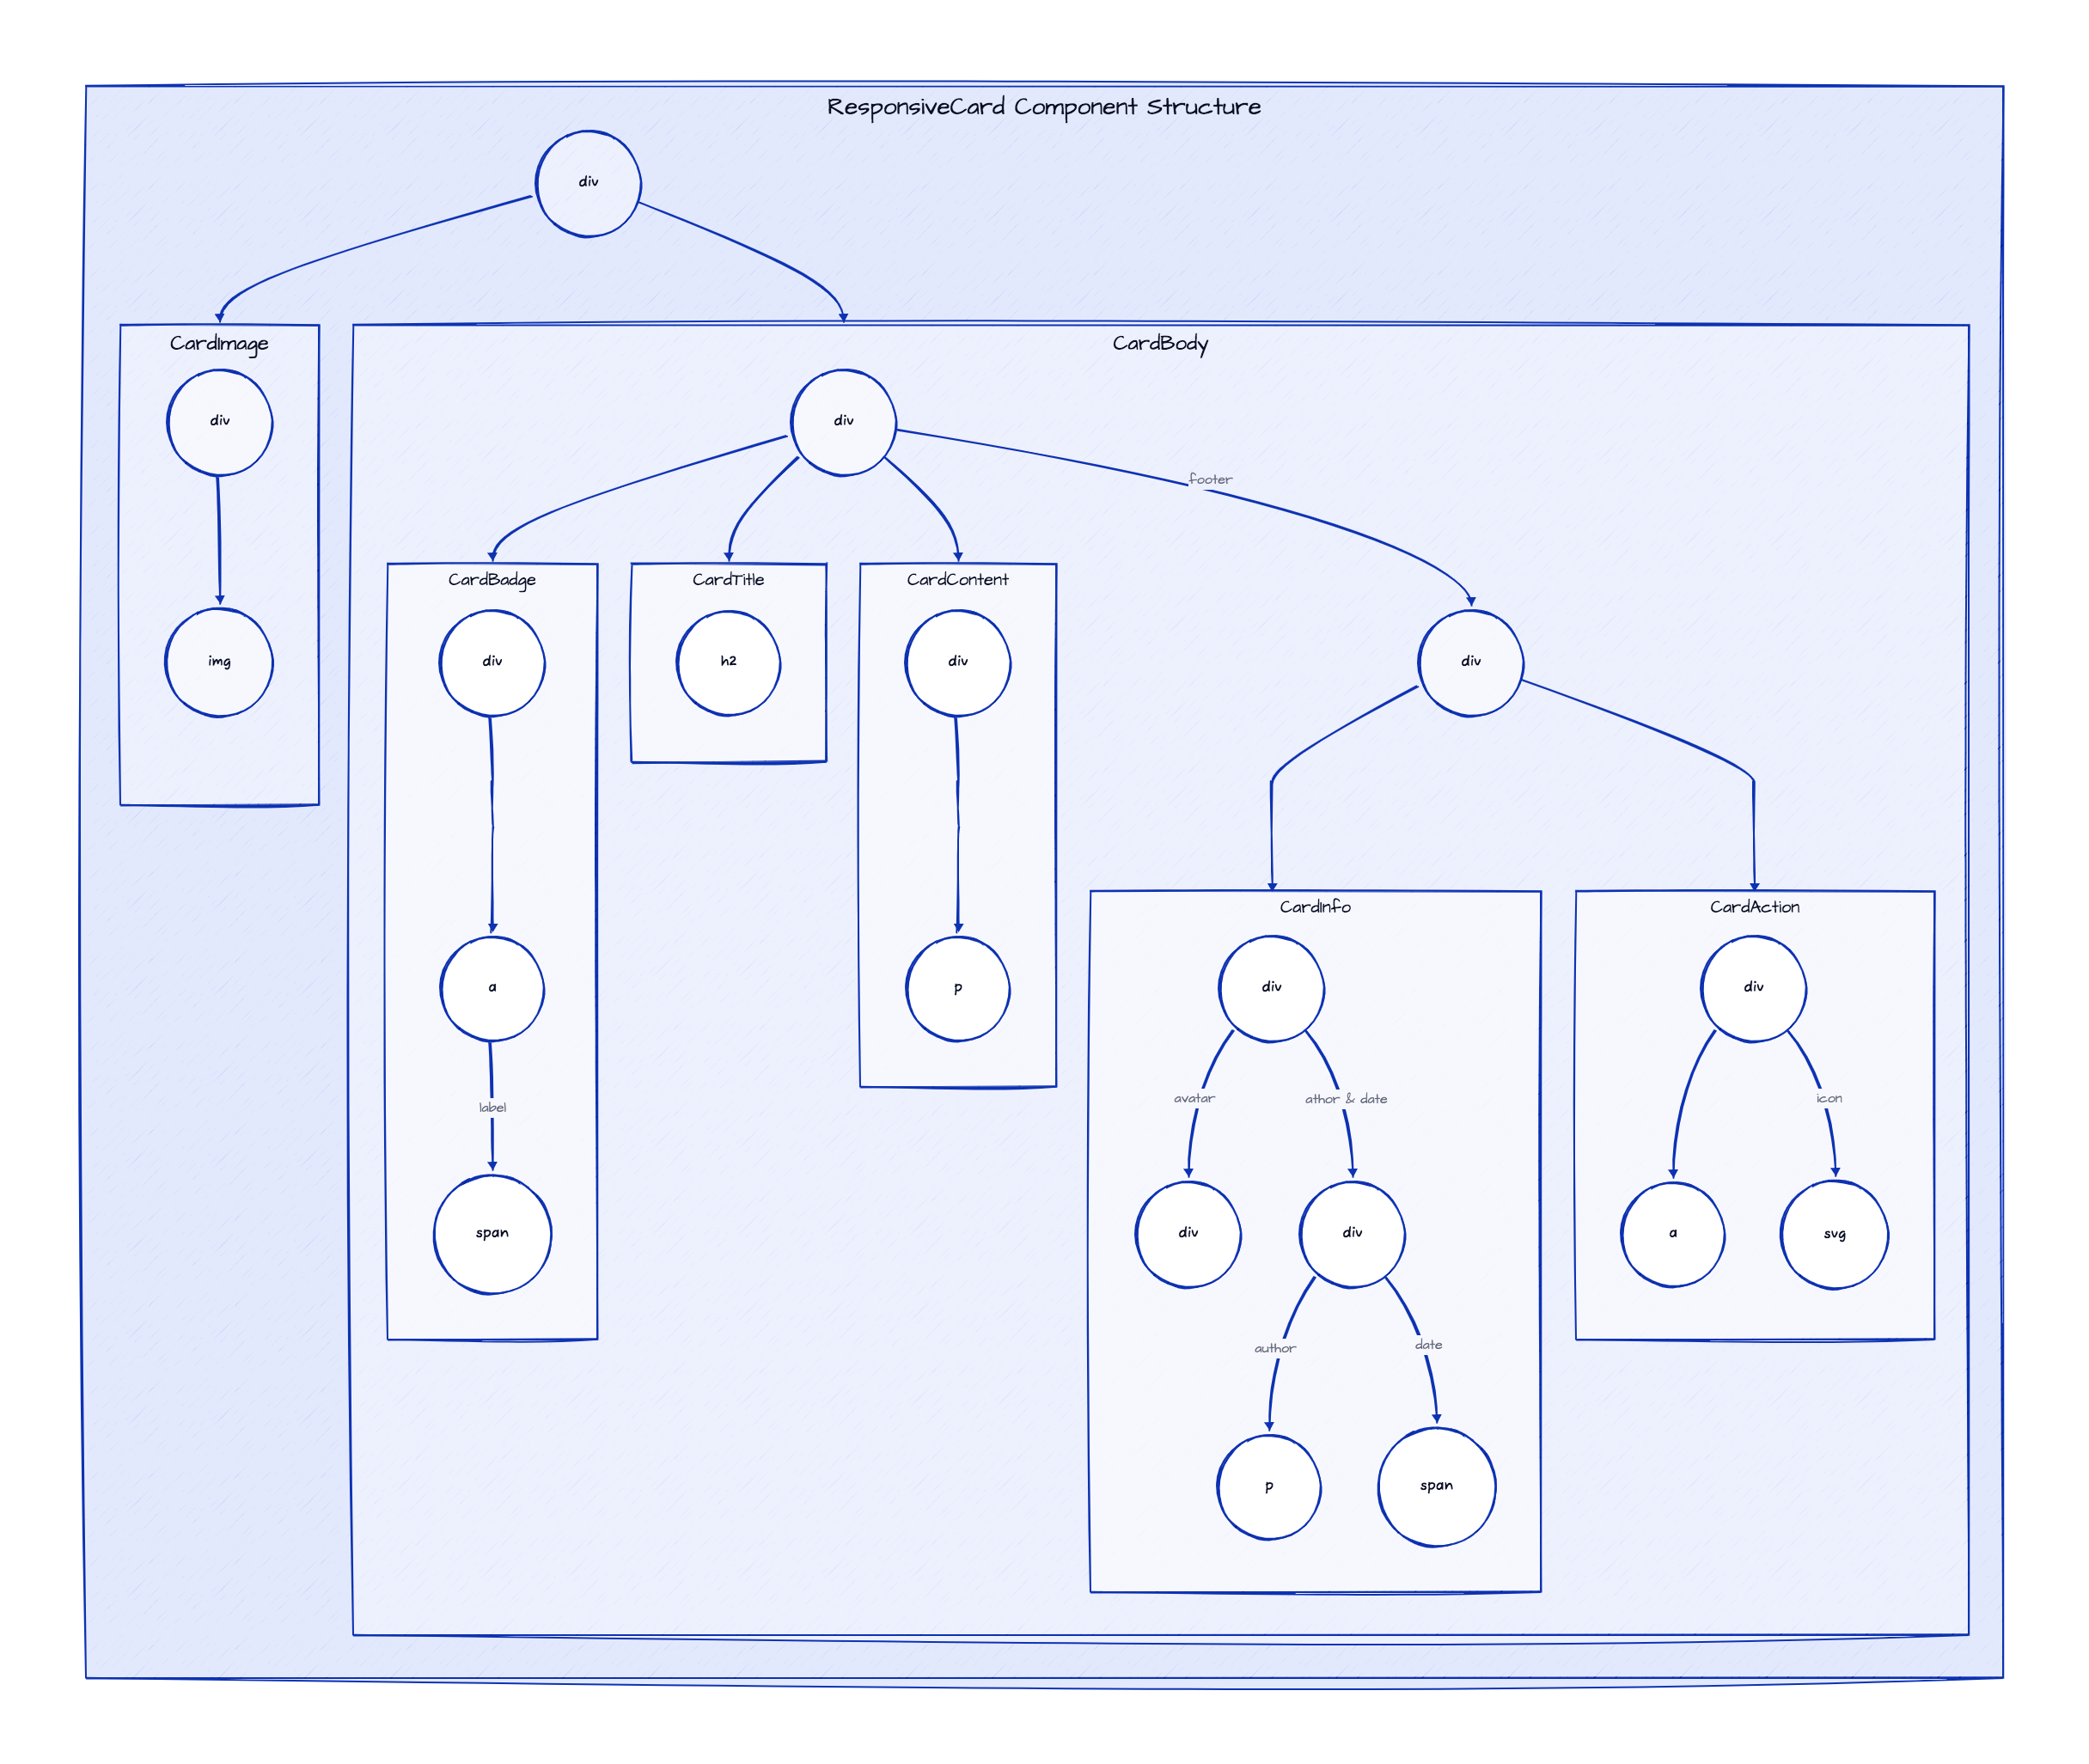 ResponsiveCard Component Structure
div
CardImage
CardBody
div
div
footer
CardBadge
CardTitle
CardContent
img
div
h2
div
div
CardInfo
CardAction
a
p
div
div
label
avatar
athor & date
icon
span
div
div
a
svg
author
date
p
span